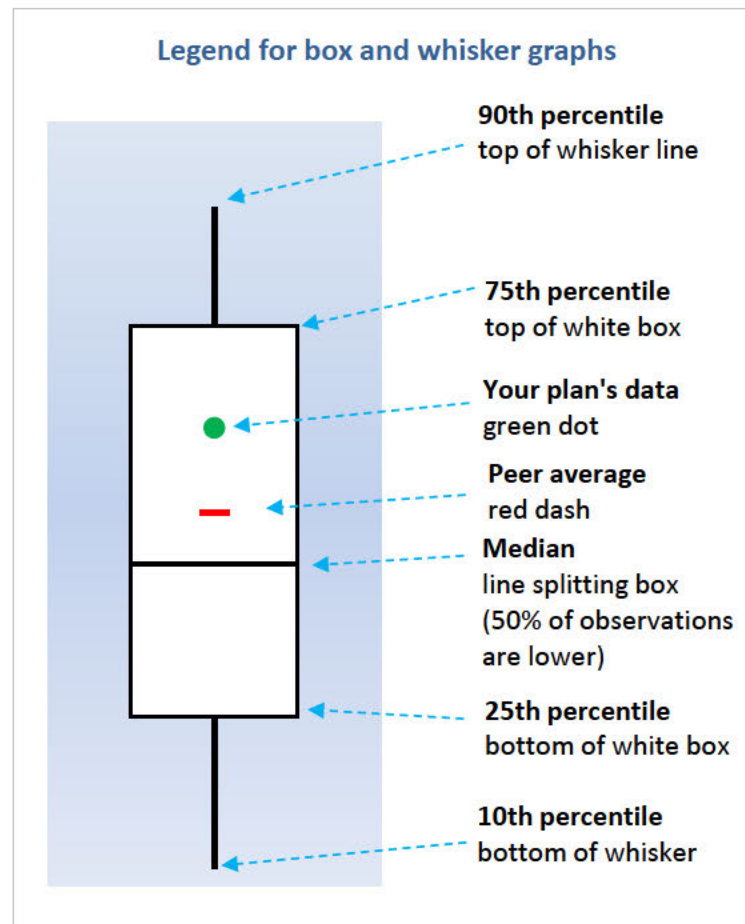 Legend for box and whisker graphs
90th percentile
top of whisker line
75th percentile
top of white box
Your plan's data
green dot
Peer average
red dash
Median
line splitting box
(50% of observations
are lower)
25th percentile
bottom of white box
10th percentile
bottom of whisker